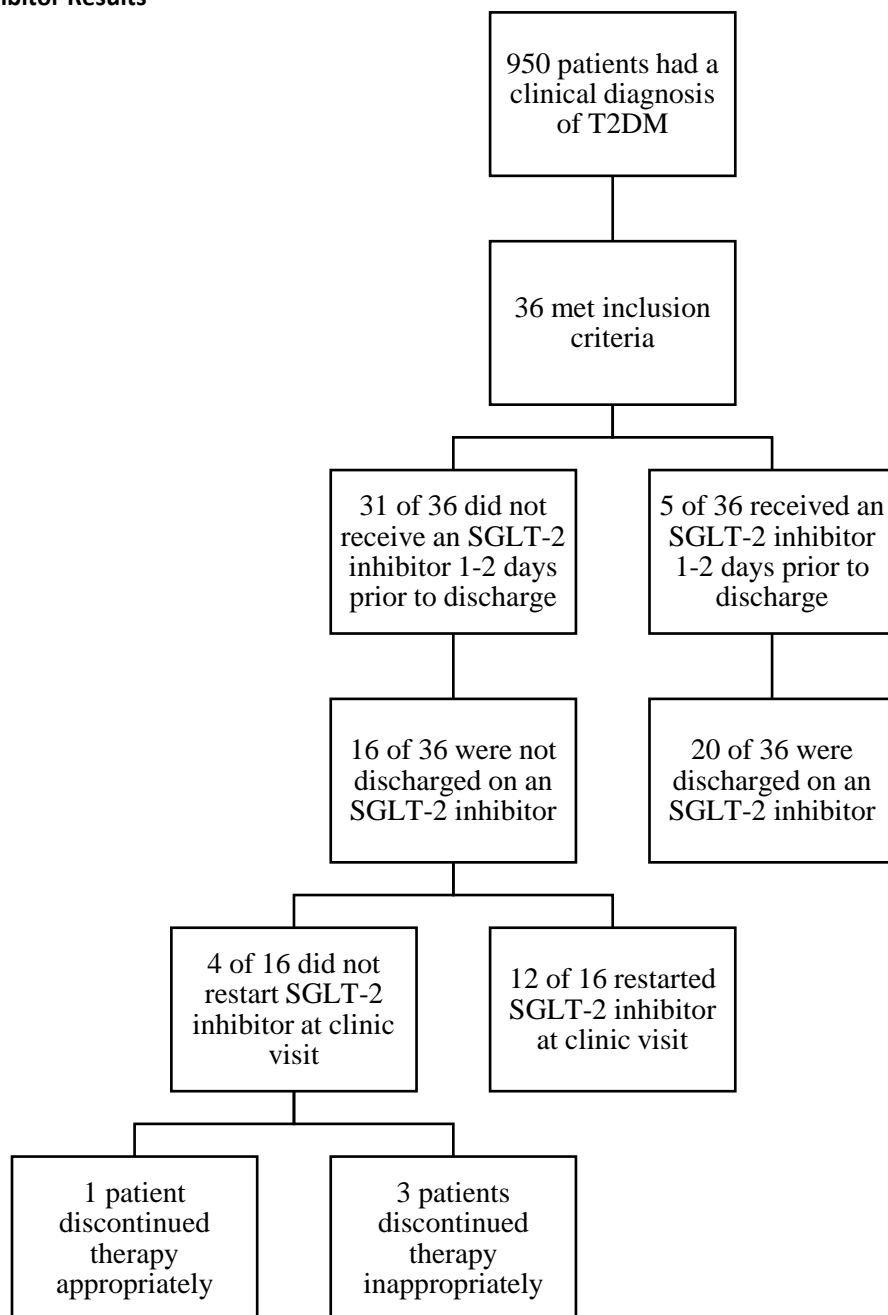 950 patients had a
clinical diagnosis
of T2DM
36 met inclusion
criteria
31 of 36 did not
receive an SGLT-2
inhibitor 1-2 days
prior to discharge
5 of 36 received an
SGLT-2 inhibitor
1-2 days prior to
discharge
16 of 36 were not
discharged on an
SGLT-2 inhibitor
20 of 36 were
discharged on an
SGLT-2 inhibitor
4 of 16 did not
restart SGLT-2
inhibitor at clinic
visit
12 of 16 restarted
SGLT-2 inhibitor
at clinic visit
1 patient
discontinued
therapy
appropriately
3 patients
discontinued
therapy
inappropriately